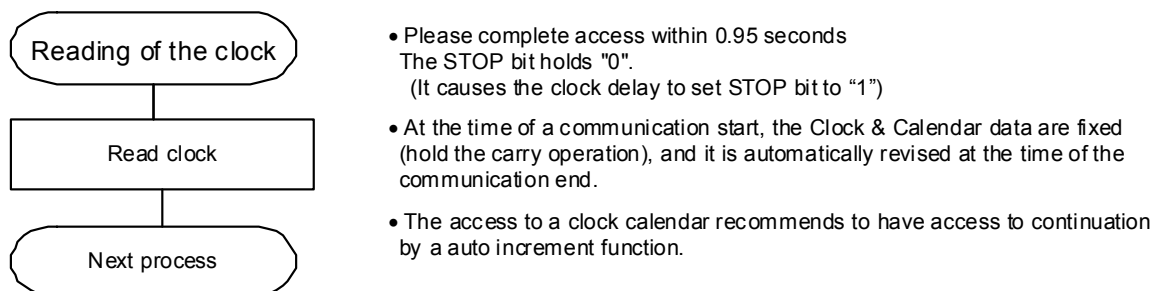 Reading of the clock
Read clock
Next process
• Please complete access within 0.95 seconds
The STOP bit holds "0".
(It causes the clock delay to set STOP bit to “1”)
• At the time of a communication start, the Clock & Calendar data are fixed
(hold the carry operation), and it is automatically revised at the time of the
communication end.
• The access to a clock calendar recommends to have access to continuation
by a auto increment function.